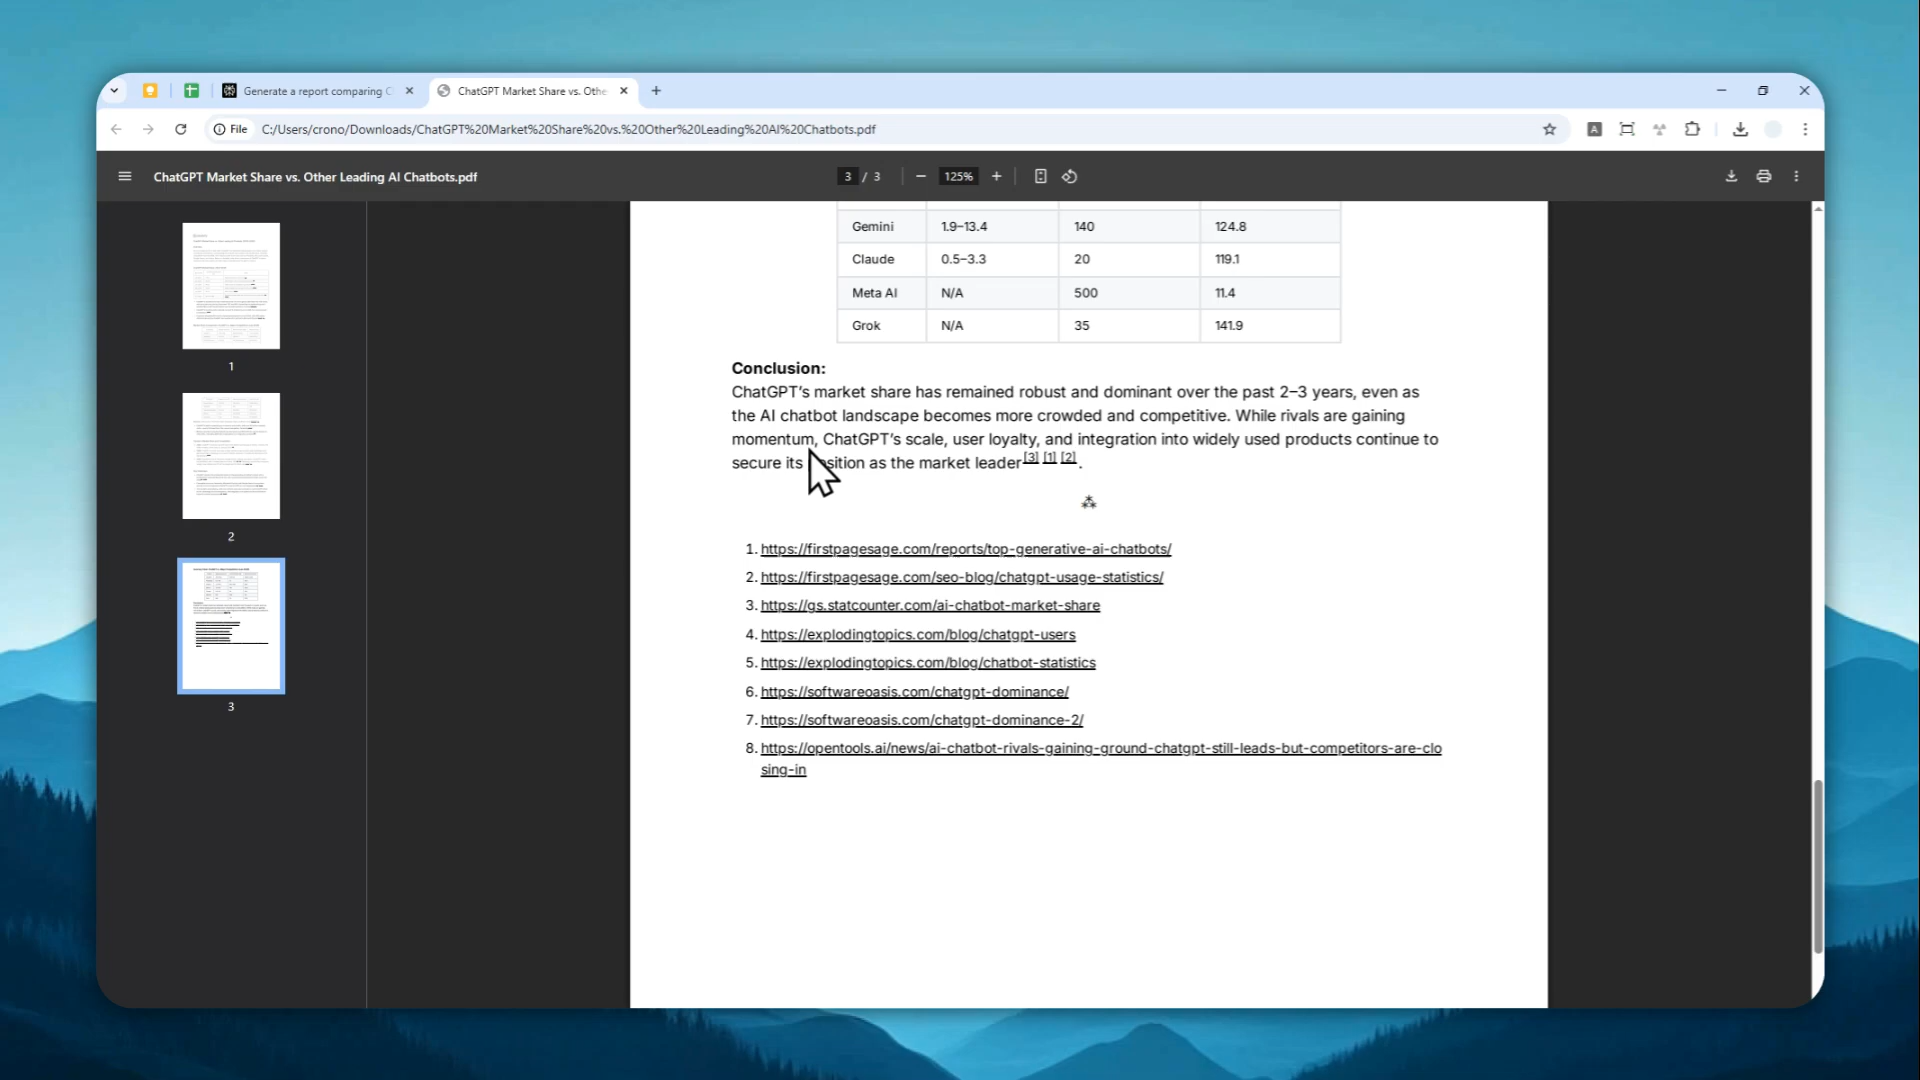 Generate a report comparing C
ChatGPT Market Share vs. Othe
File C:/Users/crono/Downloads/ChatGPT%20Market%20Share%20vs.%20Other%20Leading%20AI%20Chatbots.pdf
ChatGPT Market Share vs. Other Leading AI Chatbots.pdf
3 / 3
125%
Gemini 1.9–13.4 140 124.8
Claude 0.5–3.3 20 119.1
Meta AI N/A 500 11.4
Grok N/A 35 141.9
Conclusion:
ChatGPT's market share has remained robust and dominant over the past 2–3 years, even as
the AI chatbot landscape becomes more crowded and competitive. While rivals are gaining
momentum, ChatGPT's scale, user loyalty, and integration into widely used products continue to
secure its position as the market leader[3] [1] [2].
⁂
1. https://firstpagesage.com/reports/top-generative-ai-chatbots/
2. https://firstpagesage.com/seo-blog/chatgpt-usage-statistics/
3. https://gs.statcounter.com/ai-chatbot-market-share
4. https://explodingtopics.com/blog/chatgpt-users
5. https://explodingtopics.com/blog/chatbot-statistics
6. https://softwareoasis.com/chatgpt-dominance/
7. https://softwareoasis.com/chatgpt-dominance-2/
8. https://opentools.ai/news/ai-chatbot-rivals-gaining-ground-chatgpt-still-leads-but-competitors-are-clo
sing-in
1
2
3